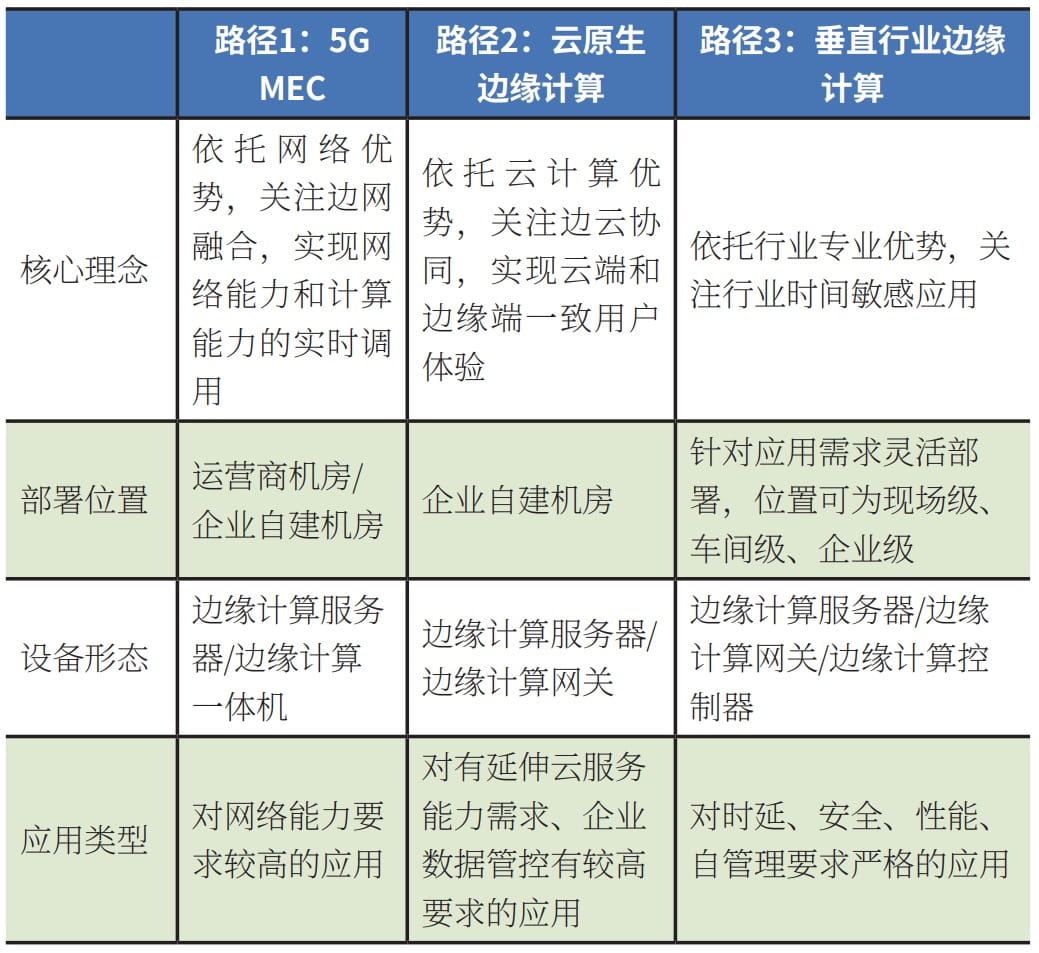 路径1：5G
MEC
路径2：云原生
边缘计算
路径3：垂直行业边缘
计算
核心理念
依托网络优
势，关注边网
融合，实现网
络能力和计算
能力的实时调
用
依托云计算优
势，关注边云协
同，实现云端和
边缘端一致用户
体验
依托行业专业优势，关
注行业时间敏感应用
部署位置
运营商机房/
企业自建机房
企业自建机房
针对应用需求灵活部
署，位置可为现场级、
车间级、企业级
设备形态
边缘计算服务
器/边缘计算
一体机
边缘计算服务器/
边缘计算网关
边缘计算服务器/边缘
计算网关/边缘计算控
制器
应用类型
对网络能力要
求较高的应用
对有延伸云服务
能力需求、企业
数据管控有较高
要求的应用
对时延、安全、性能、
自管理要求严格的应用